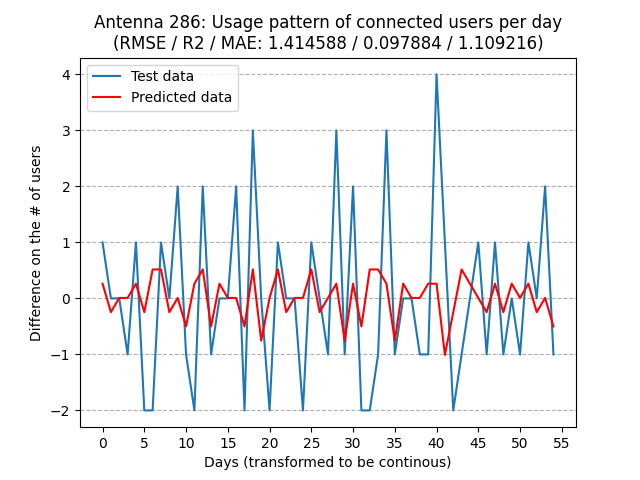 Antenna 286: Usage pattern of connected users per day
(RMSE / R2 / MAE: 1.414588 / 0.097884 / 1.109216)
Test data
Predicted data
4
3
2
1
0
−1
−2
Difference on the # of users
0 5 10 15 20 25 30 35 40 45 50 55
Days (transformed to be continous)